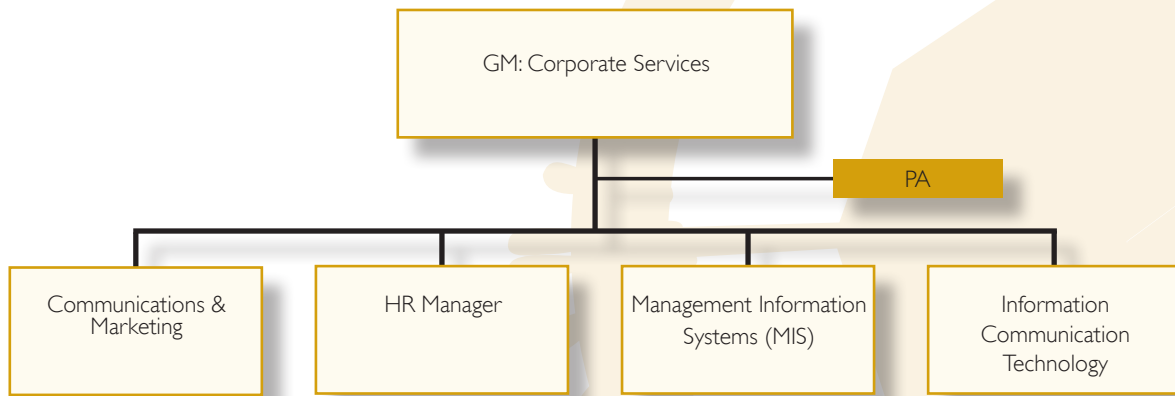 GM: Corporate Services
PA
Communications &
Marketing
HR Manager
Management Information
Systems (MIS)
Information
Communication
Technology